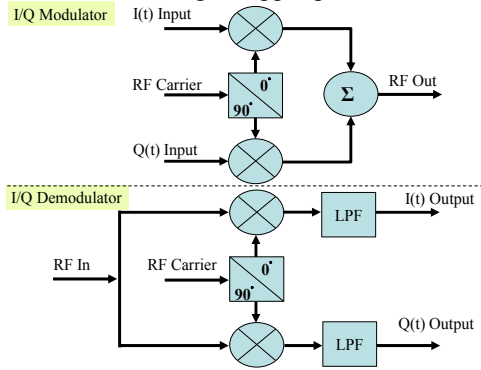 I/Q Modulator
I(t) Input
RF Carrier
0°
90°
Σ
RF Out
Q(t) Input
I/Q Demodulator
LPF
I(t) Output
RF In
RF Carrier
0°
90°
LPF
Q(t) Output